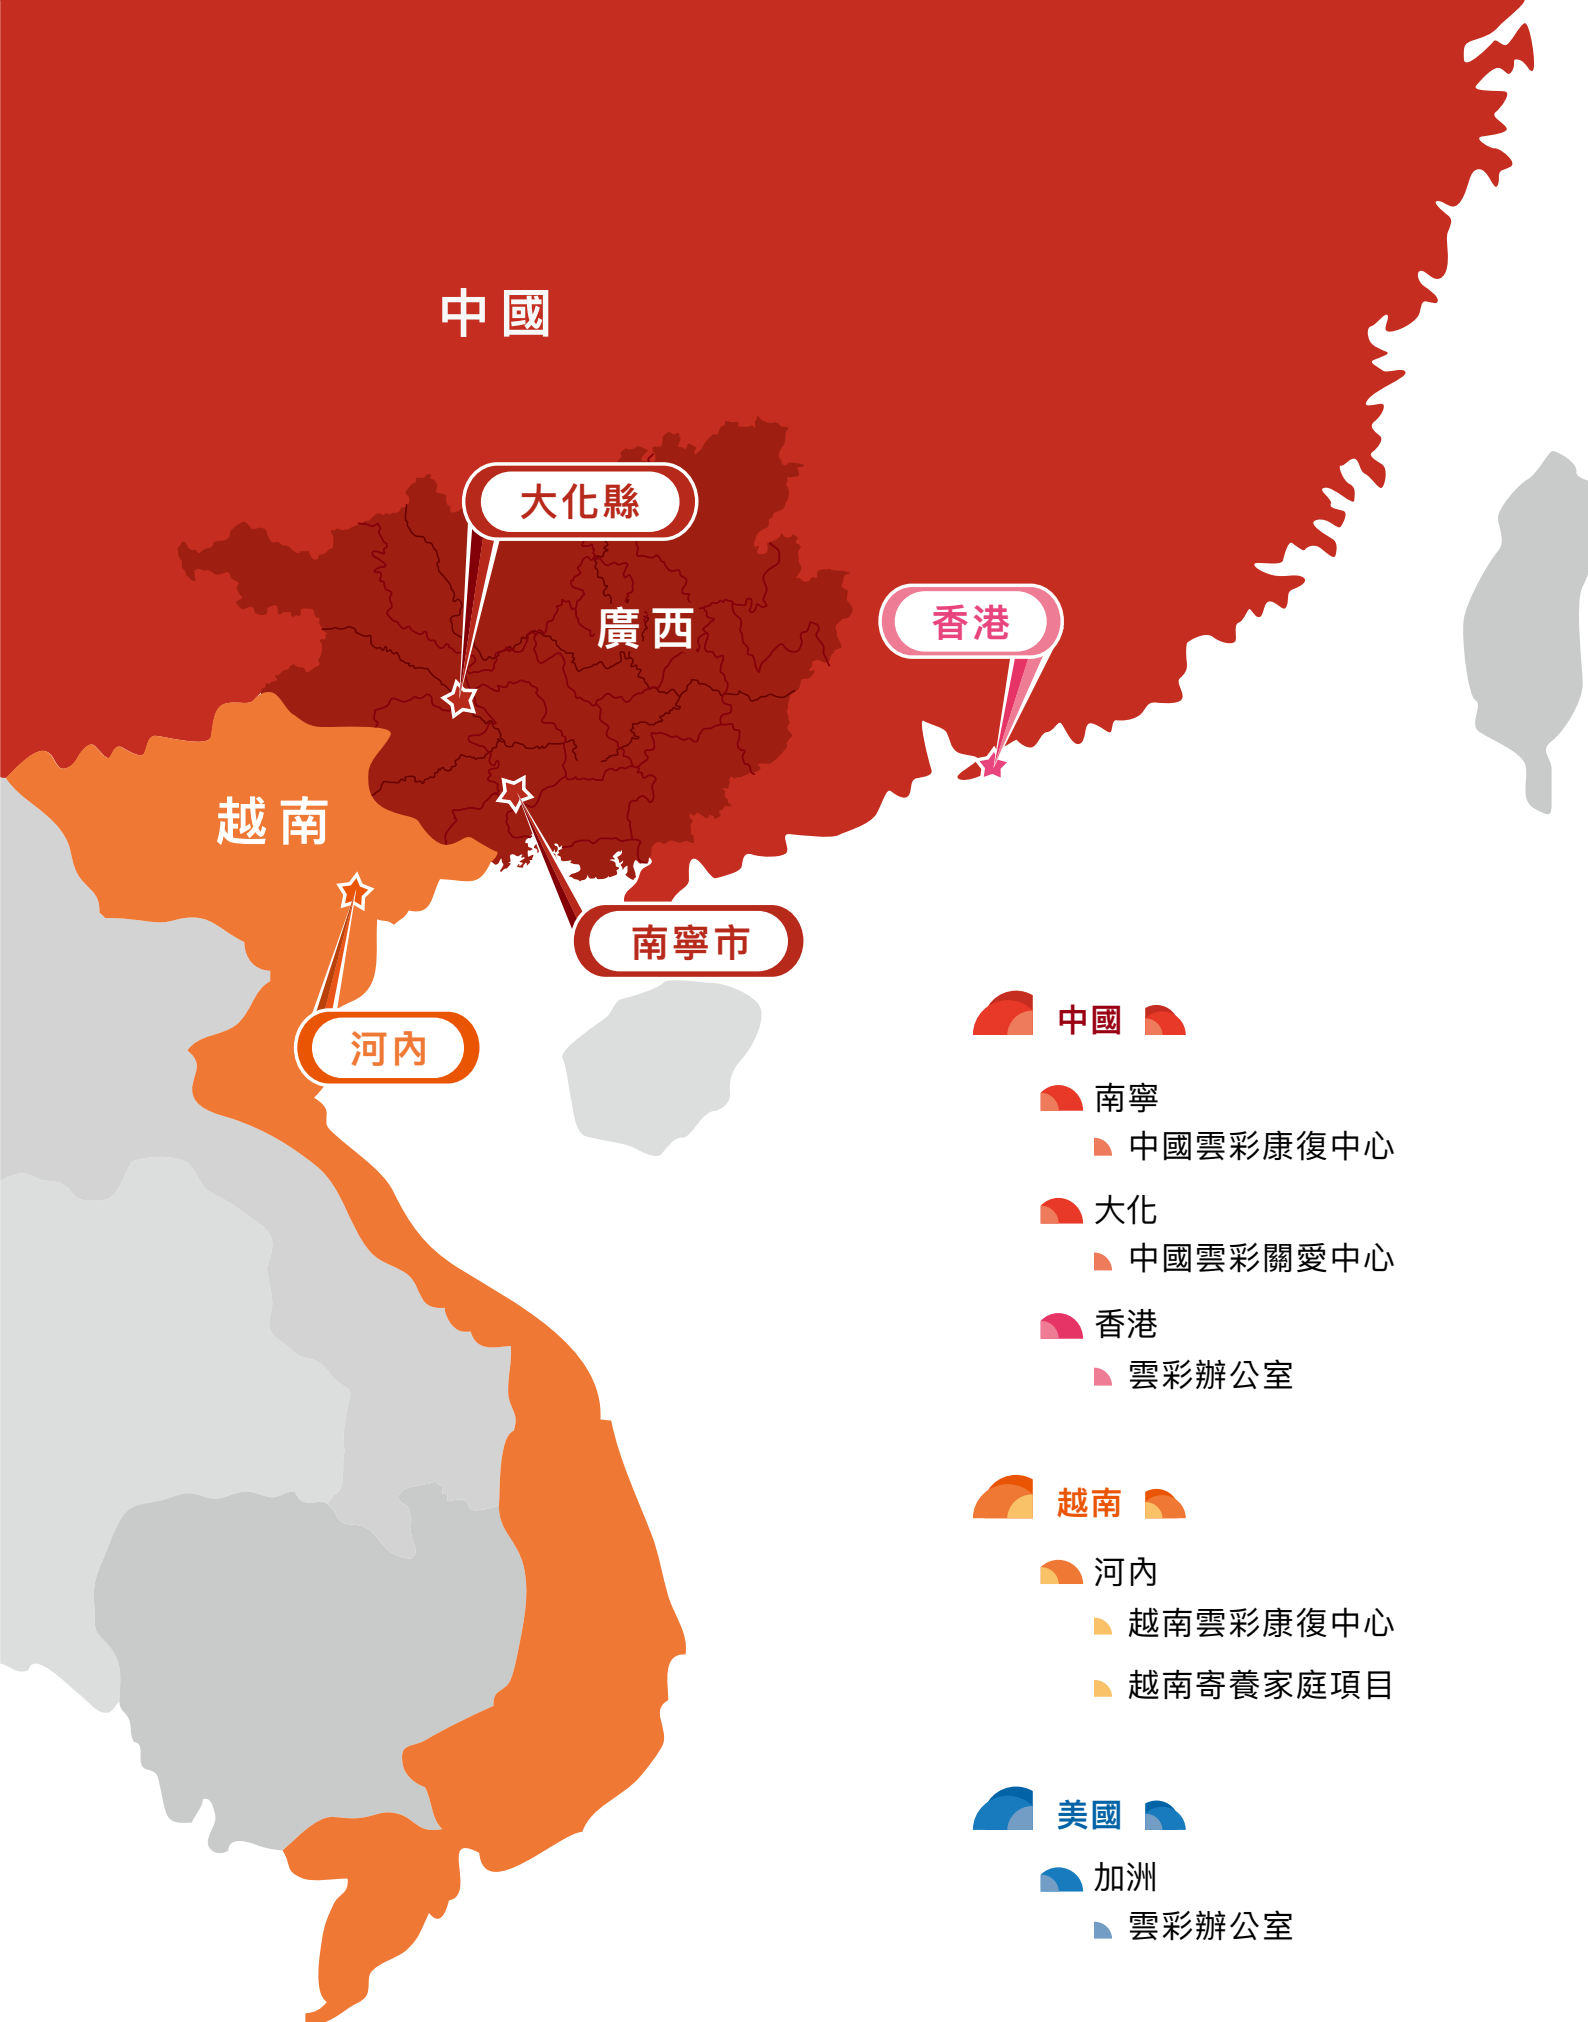 中國
大化縣
廣西
香港
越南
南寧市
河內
中國
南寧
中國雲彩康復中心
大化
中國雲彩關愛中心
香港
雲彩辦公室
越南
河內
越南雲彩康復中心
越南寄養家庭項目
美國
加洲
雲彩辦公室